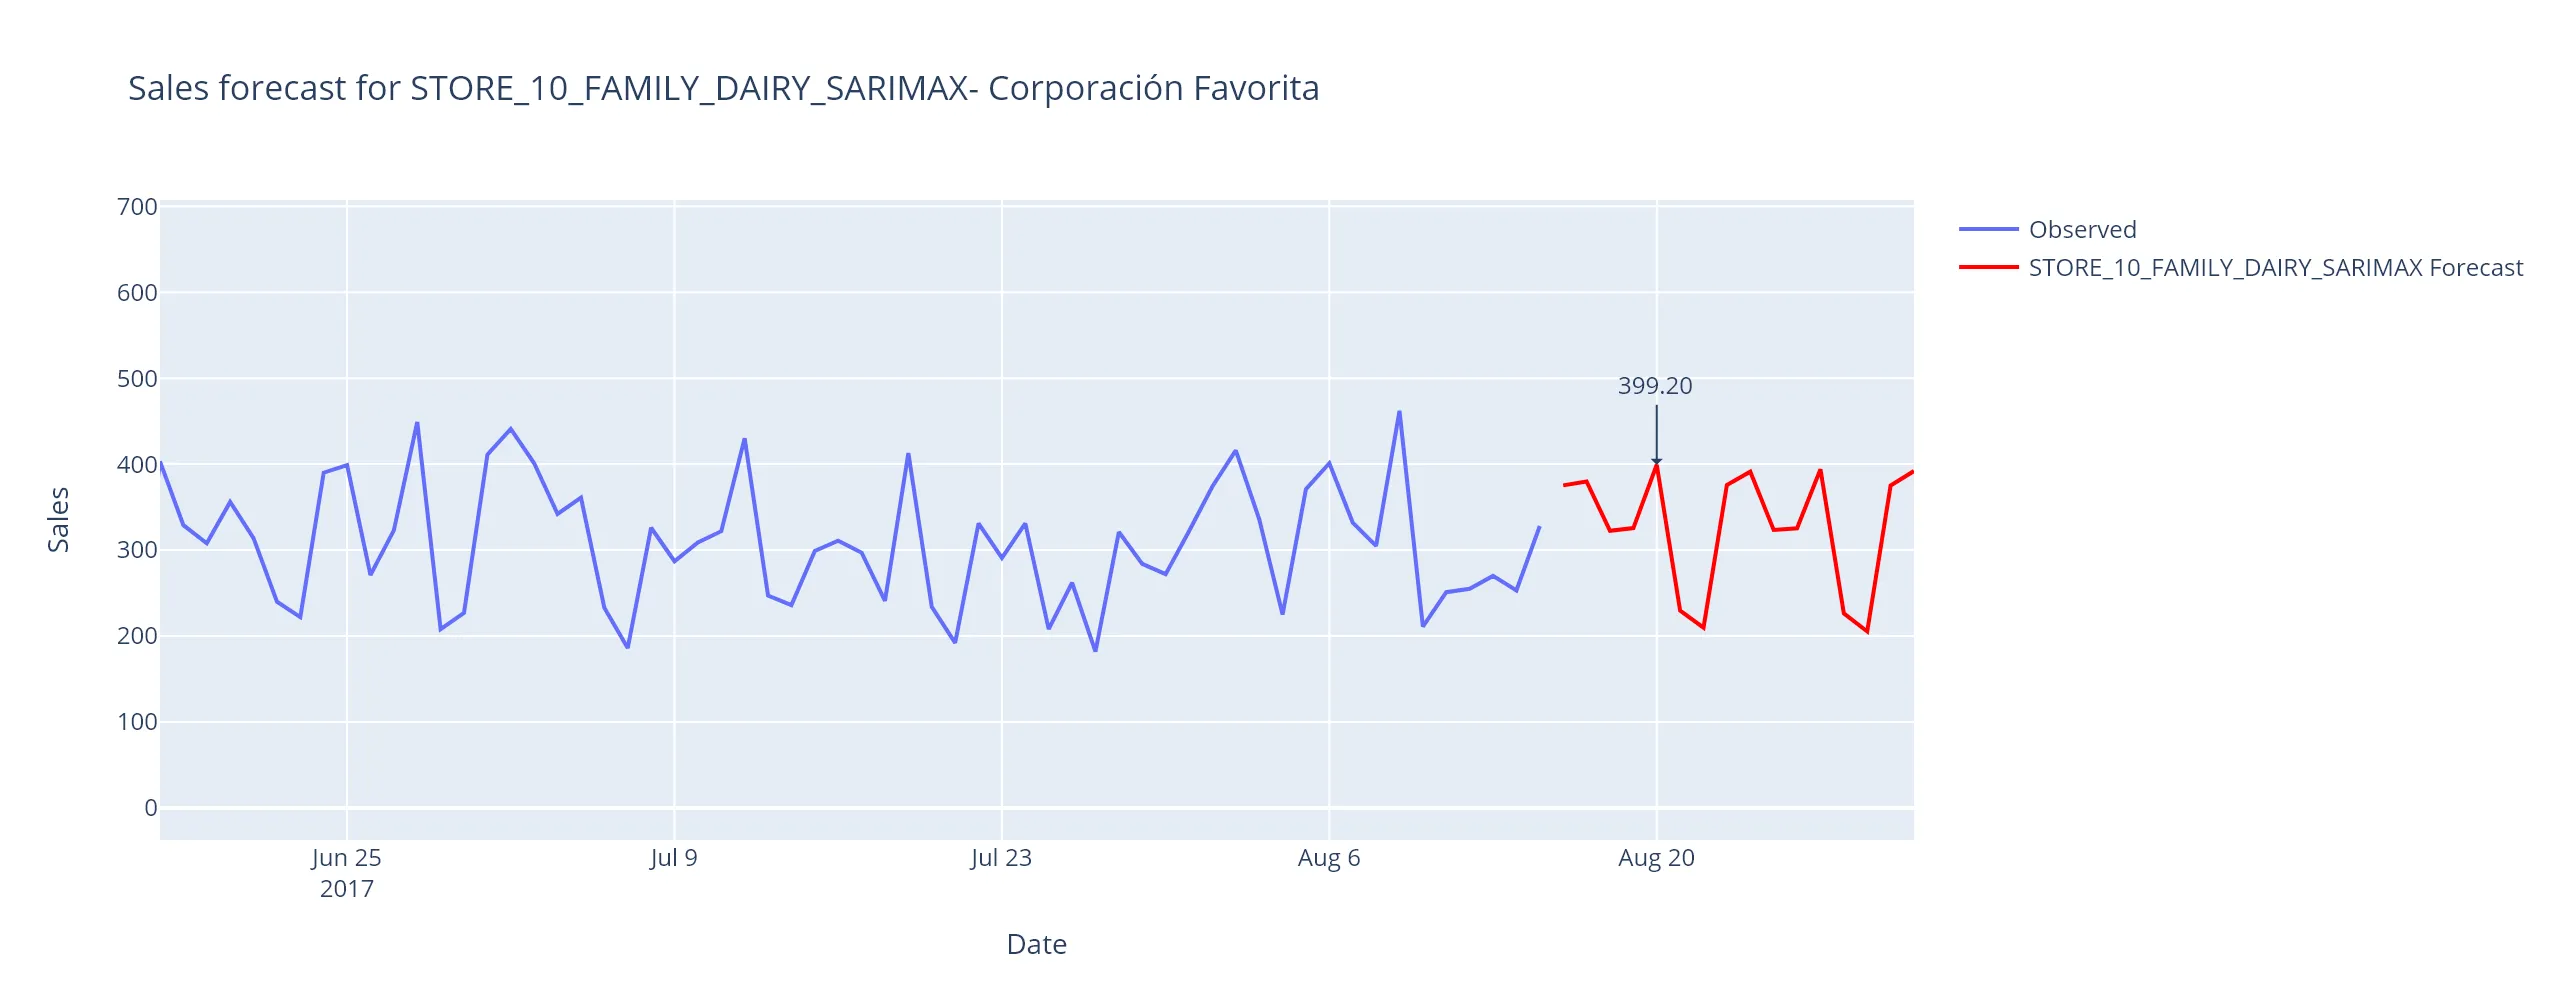 Sales forecast for STORE_10_FAMILY_DAIRY_SARIMAX- Corporación Favorita
Observed
STORE_10_FAMILY_DAIRY_SARIMAX Forecast
700
600
500
400
300
200
100
0
Sales
399.20
Jun 25
2017
Jul 9
Jul 23
Aug 6
Aug 20
Date